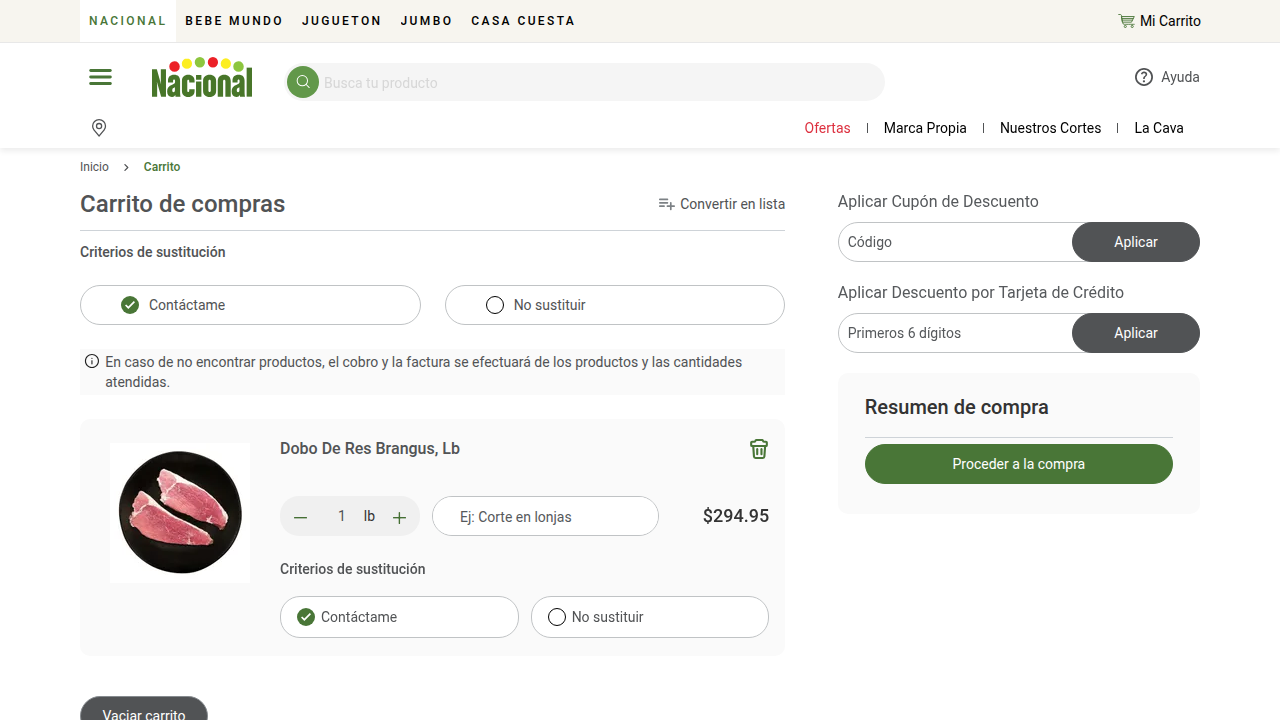 NACIONAL BEBE MUNDO JUGUETON JUMBO CASA CUESTA Mi Carrito
Nacional Busca tu producto Ayuda
Ofertas Marca Propia Nuestros Cortes La Cava
Inicio Carrito
Carrito de compras Convertir en lista
Criterios de sustitución
Contáctame No sustituir
En caso de no encontrar productos, el cobro y la factura se efectuará de los productos y las cantidades
atendidas.
Dobo De Res Brangus, Lb
1 lb Ej: Corte en lonjas $294.95
Criterios de sustitución
Contáctame No sustituir
Vaciar carrito
Aplicar Cupón de Descuento
Código Aplicar
Aplicar Descuento por Tarjeta de Crédito
Primeros 6 dígitos Aplicar
Resumen de compra
Proceder a la compra